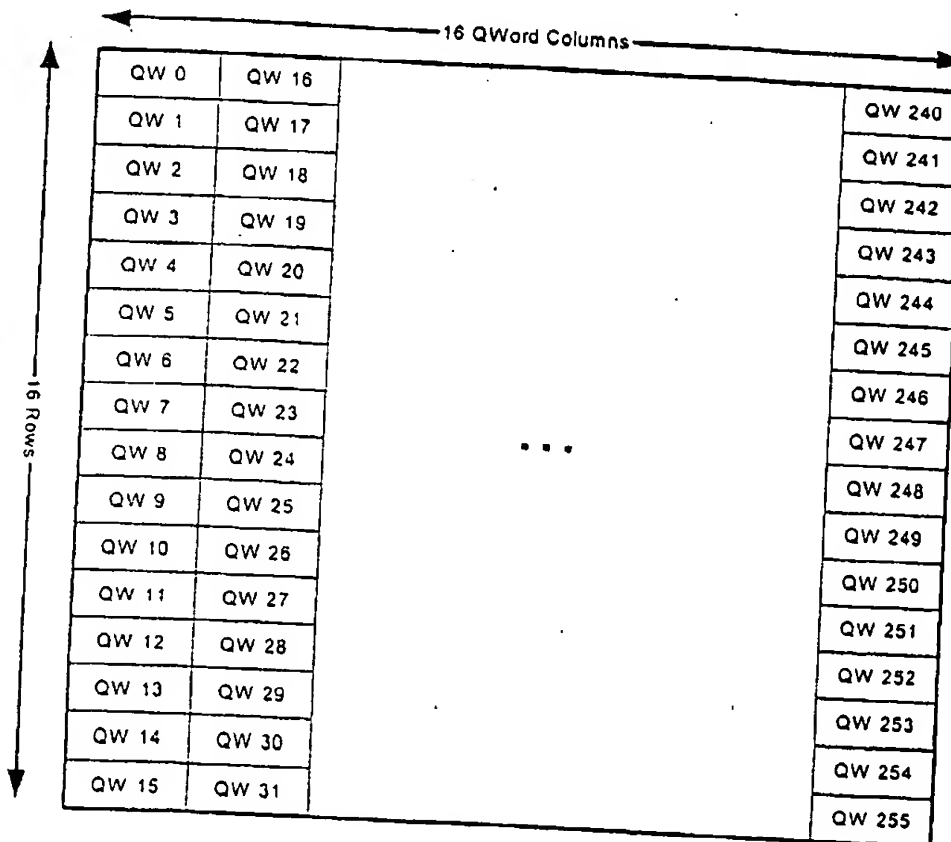 16 QWord Columns
16 Rows
QW 0 QW 16 QW 240
QW 1 QW 17 QW 241
QW 2 QW 18 QW 242
QW 3 QW 19 QW 243
QW 4 QW 20 QW 244
QW 5 QW 21 QW 245
QW 6 QW 22 QW 246
QW 7 QW 23 QW 247
QW 8 QW 24 QW 248
QW 9 QW 25 QW 249
QW 10 QW 26 QW 250
QW 11 QW 27 QW 251
QW 12 QW 28 QW 252
QW 13 QW 29 QW 253
QW 14 QW 30 QW 254
QW 15 QW 31 QW 255
...